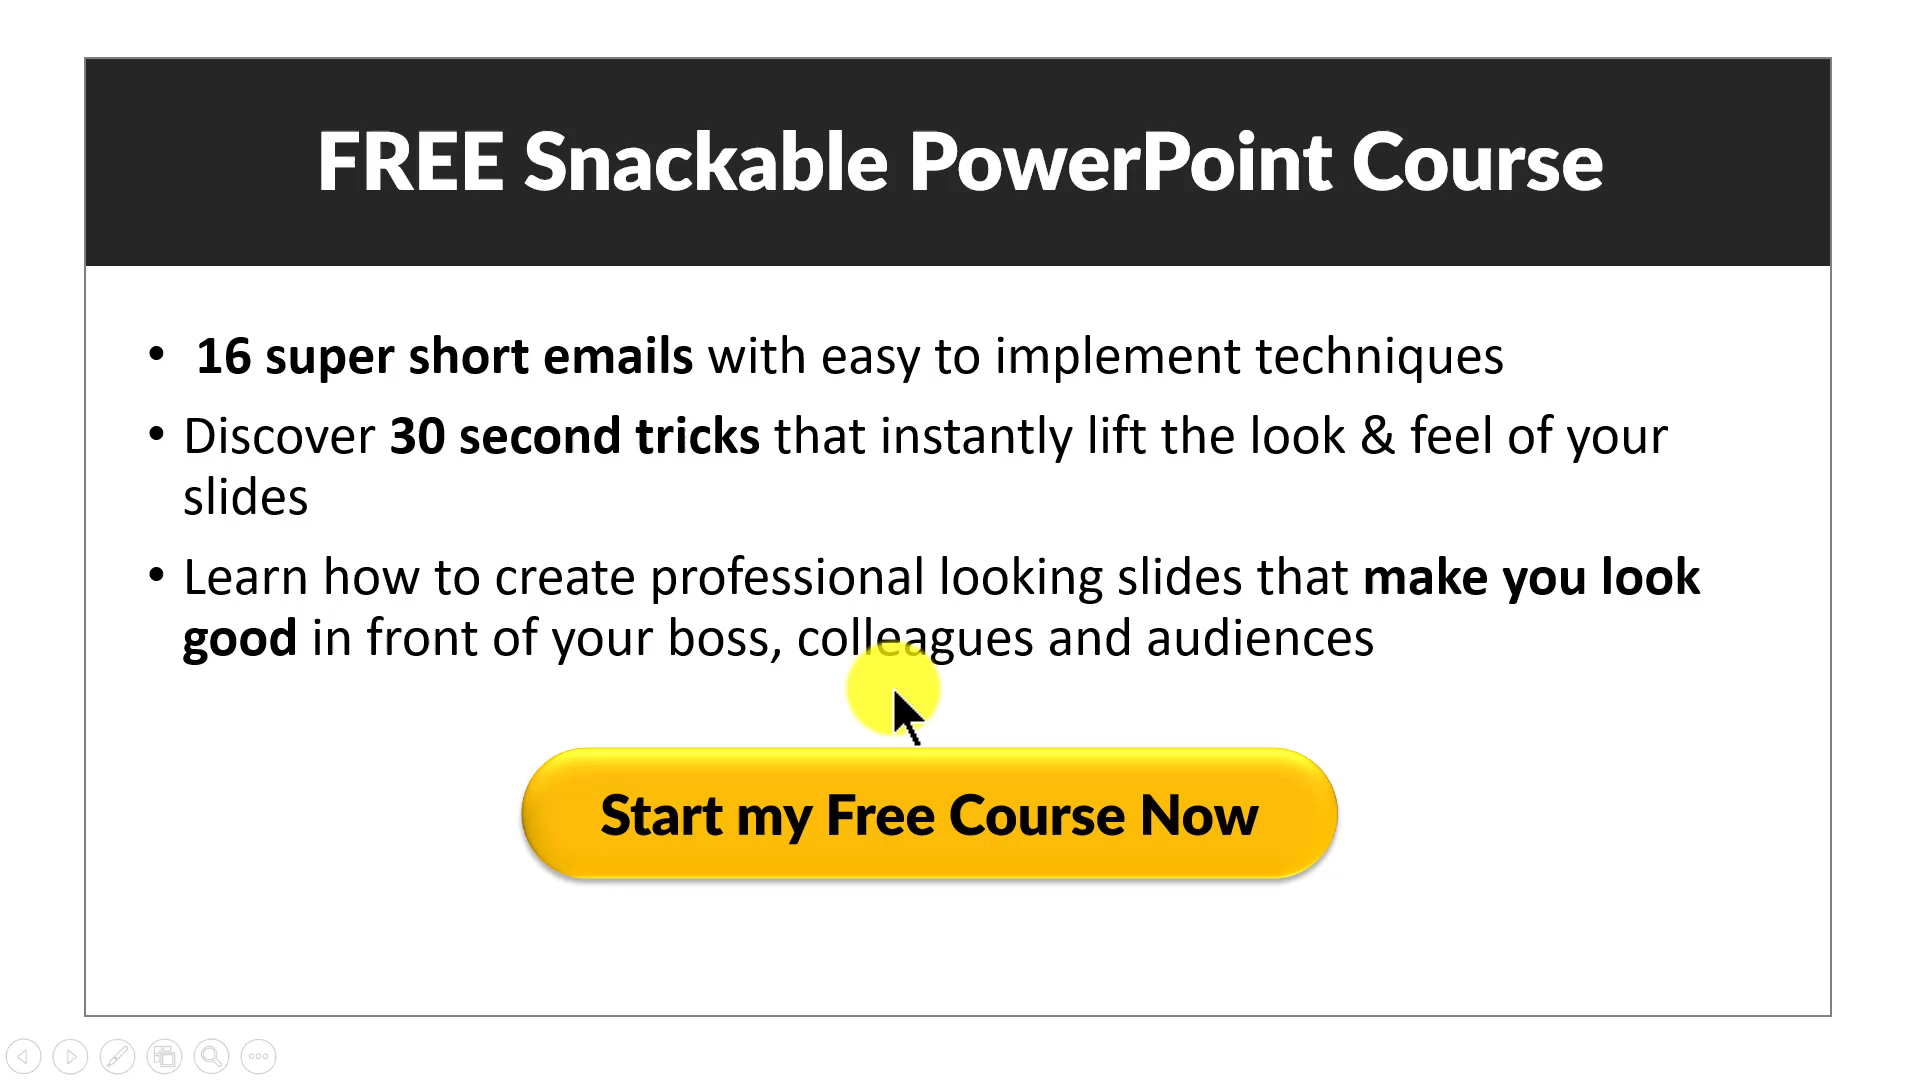 FREE Snackable PowerPoint Course
• 16 super short emails with easy to implement techniques
• Discover 30 second tricks that instantly lift the look & feel of your
slides
• Learn how to create professional looking slides that make you look
good in front of your boss, colleagues and audiences
Start my Free Course Now